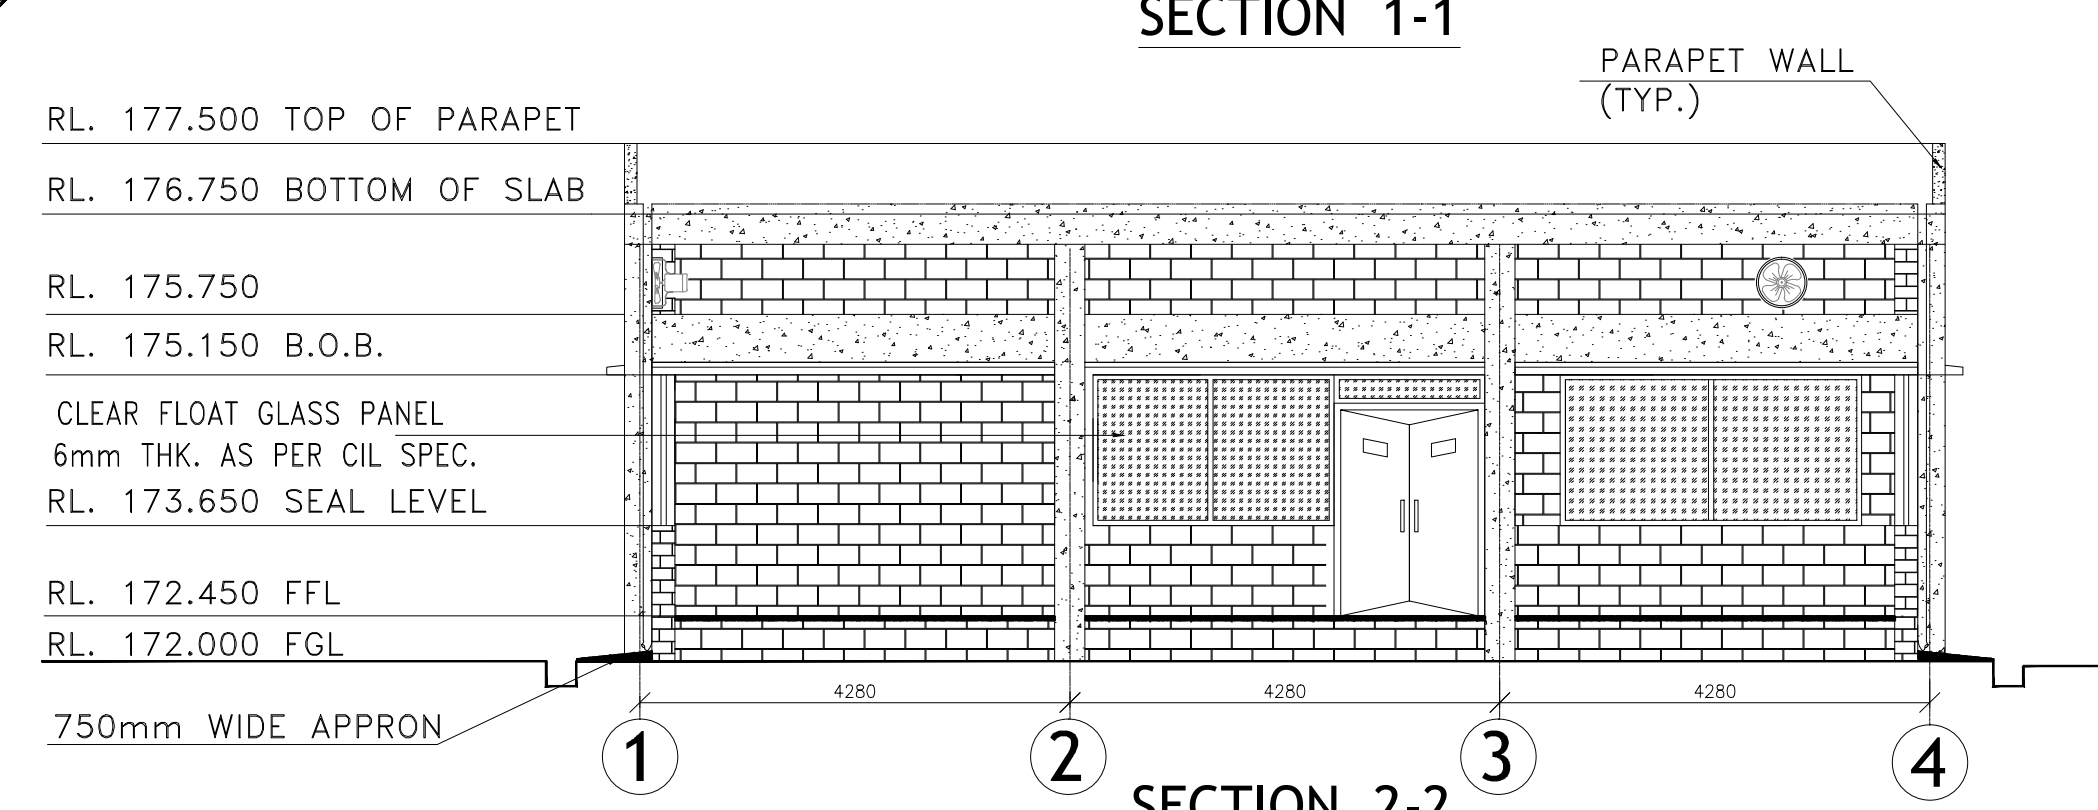 SECTION 1-1
PARAPET WALL
(TYP.)
RL. 177.500 TOP OF PARAPET
RL. 176.750 BOTTOM OF SLAB
RL. 175.750
RL. 175.150 B.O.B.
CLEAR FLOAT GLASS PANEL
6mm THK. AS PER CIL SPEC.
RL. 173.650 SEAL LEVEL
RL. 172.450 FFL
RL. 172.000 FGL
4280 4280 4280
750mm WIDE APPRON
1 2 3 4
SECTION 2-2